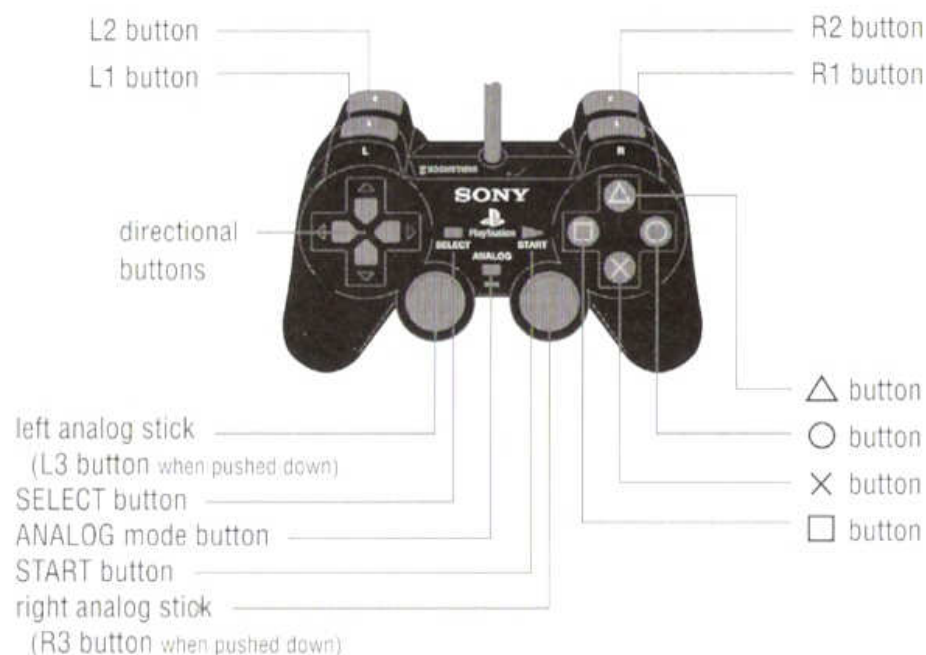 L2 button
L1 button
R2 button
R1 button
L
R
SONY
PlayStation
SELECT
START
ANALOG
directional
buttons
△ button
○ button
✕ button
□ button
left analog stick
(L3 button when pushed down)
SELECT button
ANALOG mode button
START button
right analog stick
(R3 button when pushed down)